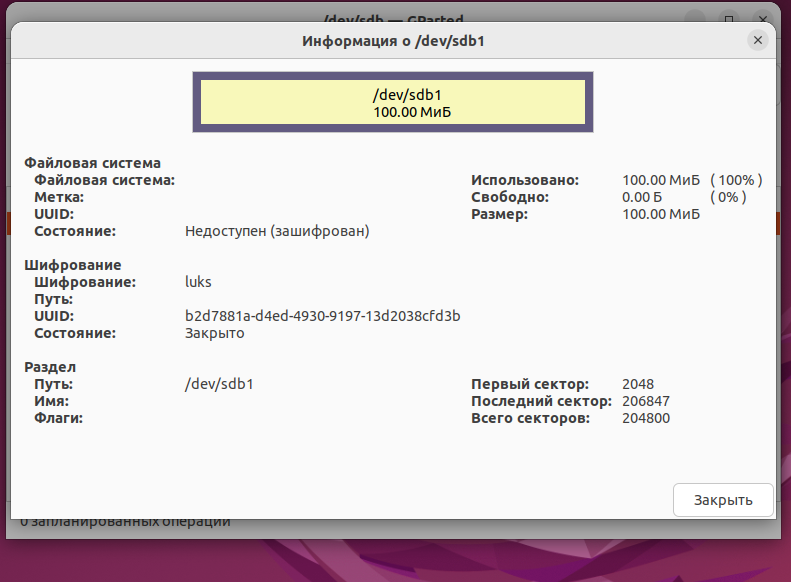 /dev/sdb — GParted
Информация о /dev/sdb1
/dev/sdb1
100.00 МиБ
Файловая система
Файловая система:
Использовано: 100.00 МиБ ( 100% )
Метка:
Свободно: 0.00 Б ( 0% )
UUID:
Размер: 100.00 МиБ
Состояние: Недоступен (зашифрован)
Шифрование
Шифрование: luks
Путь:
UUID: b2d7881a-d4ed-4930-9197-13d2038cfd3b
Состояние: Закрыто
Раздел
Путь: /dev/sdb1
Первый сектор: 2048
Имя:
Последний сектор: 206847
Флаги:
Всего секторов: 204800
Закрыть
0 запланированных операций